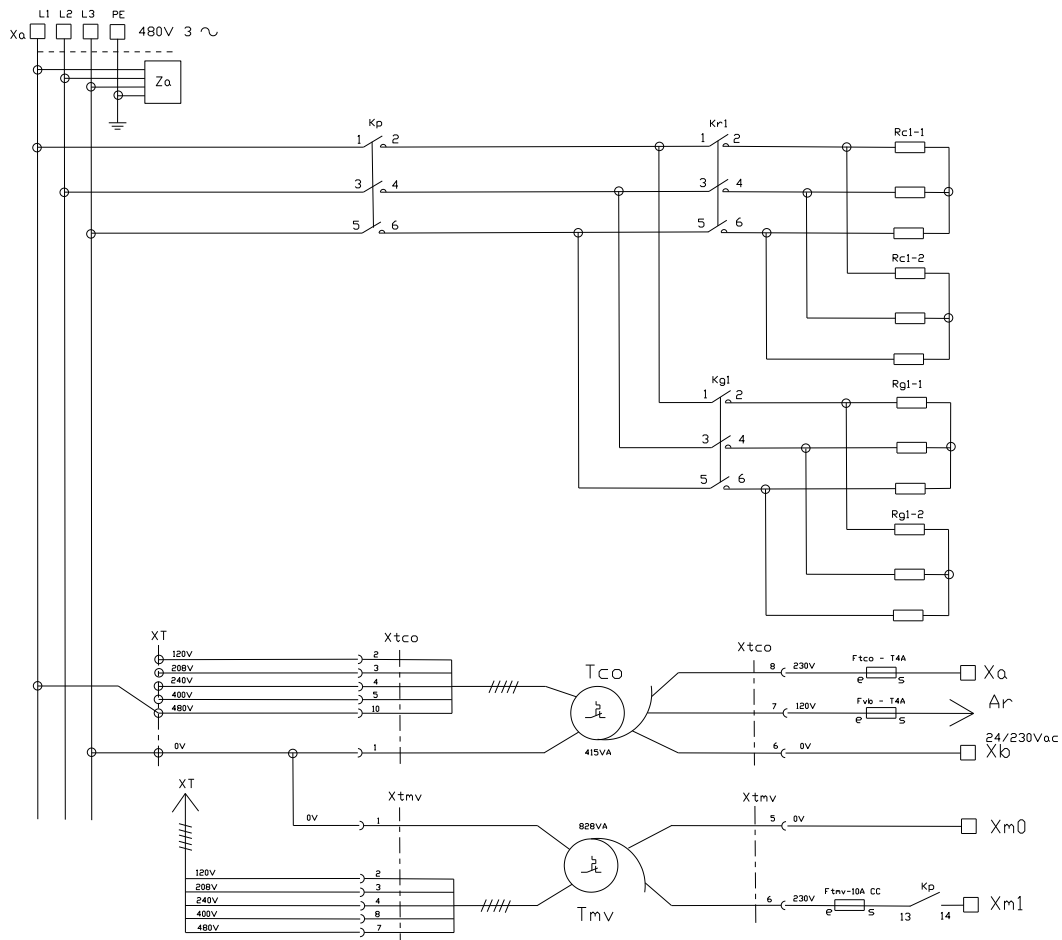 L1 L2 L3 PE
Xa 480V 3 ~
Za
Kp Kr1 Rc1-1
1 2 1 2
3 4 3 4
5 6 5 6
Rc1-2
Kg1 Rg1-1
1 2
3 4
5 6
Rg1-2
XT Xtco Xtco
120V 2
208V 3
240V 4
400V 5
480V 10
0V 1
Tco
415VA
8 230V Ftco - T4A Xa
e s
7 120V Fvb - T4A Ar
e s
6 0V 24/230Vac
Xb
XT Xtmv Xtmv
0V 1 828VA 5 0V Xm0
120V 2
208V 3
240V 4
400V 8
480V 7
Tmv
6 230V Ftmv-10A CC Kp Xm1
e s 13 14